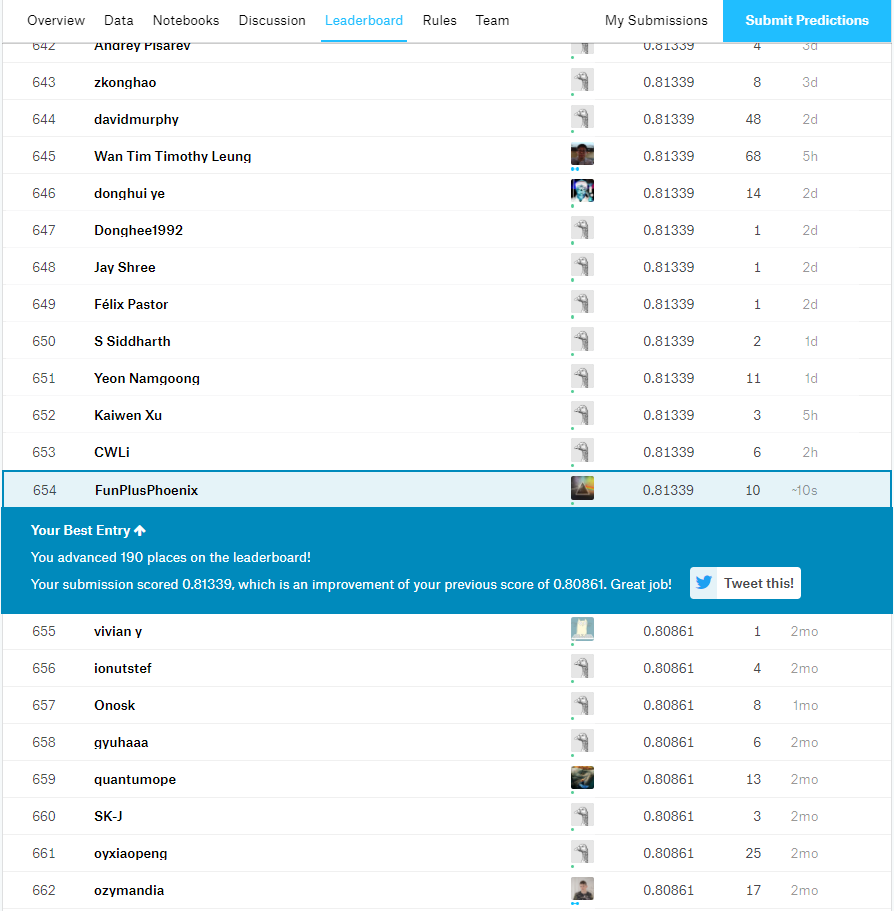 Overview Data Notebooks Discussion Leaderboard Rules Team My Submissions Submit Predictions
642 Andrey Pisarev 0.81339 4 3d
643 zkonghao 0.81339 8 3d
644 davidmurphy 0.81339 48 2d
645 Wan Tim Timothy Leung 0.81339 68 5h
646 donghui ye 0.81339 14 2d
647 Donghee1992 0.81339 1 2d
648 Jay Shree 0.81339 1 2d
649 Félix Pastor 0.81339 1 2d
650 S Siddharth 0.81339 2 1d
651 Yeon Namgoong 0.81339 11 1d
652 Kaiwen Xu 0.81339 3 5h
653 CWLi 0.81339 6 2h
654 FunPlusPhoenix 0.81339 10 ~10s
Your Best Entry ↑
You advanced 190 places on the leaderboard!
Your submission scored 0.81339, which is an improvement of your previous score of 0.80861. Great job! Tweet this!
655 vivian y 0.80861 1 2mo
656 ionutstef 0.80861 4 2mo
657 Onosk 0.80861 8 1mo
658 gyuhaaa 0.80861 6 2mo
659 quantumope 0.80861 13 2mo
660 SK-J 0.80861 3 2mo
661 oyxiaopeng 0.80861 25 2mo
662 ozymandia 0.80861 17 2mo